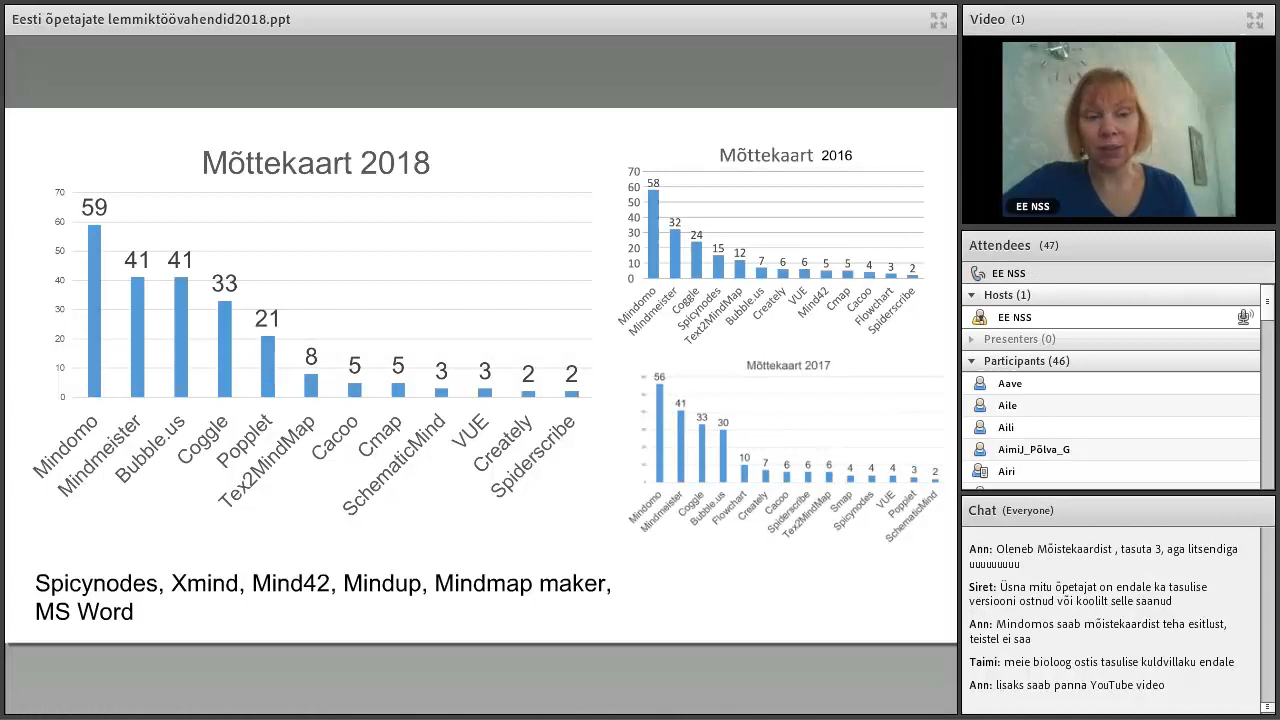 Eesti õpetajate lemmiktöövahendid2018.ppt
Mõttekaart 2018
70
60
50
40
30
20
10
0
59
41
41
33
21
8
5
5
3
3
2
2
Mindomo
Mindmeister
Bubble.us
Coggle
Popplet
Tex2MindMap
Cacoo
Cmap
SchematicMind
VUE
Creately
Spiderscribe
Mõttekaart 2016
70
60
50
40
30
20
10
0
58
32
24
15
12
7
6
6
5
5
4
3
2
Mindomo
Mindmeister
Coggle
Spicynodes
Text2MindMap
Bubble.us
Creately
VUE
Mind42
Cmap
Cacoo
Flowchart
Spiderscribe
Mõttekaart 2017
56
41
33
30
10
7
6
6
6
4
4
4
3
2
Mindomo
Mindmeister
Coggle
Bubble.us
Flowchart
Creately
Cacoo
Spiderscribe
Tex2MindMap
Smap
Spicynodes
VUE
Popplet
SchematicMind
Spicynodes, Xmind, Mind42, Mindup, Mindmap maker,
MS Word
Video (1)
EE NSS
Attendees (47)
EE NSS
Hosts (1)
EE NSS
Presenters (0)
Participants (46)
Aave
Aile
Aili
AimiJ_Põlva_G
Airi
Chat (Everyone)
Ann: Oleneb Mõistekaardist , tasuta 3, aga litsendiga
uuuuuuuuu
Siret: Üsna mitu õpetajat on endale ka tasulise
versiooni ostnud või koolilt selle saanud
Ann: Mindomos saab mõistekaardist teha esitlust,
teistel ei saa
Taimi: meie bioloog ostis tasulise kuldvillaku endale
Ann: lisaks saab panna YouTube video